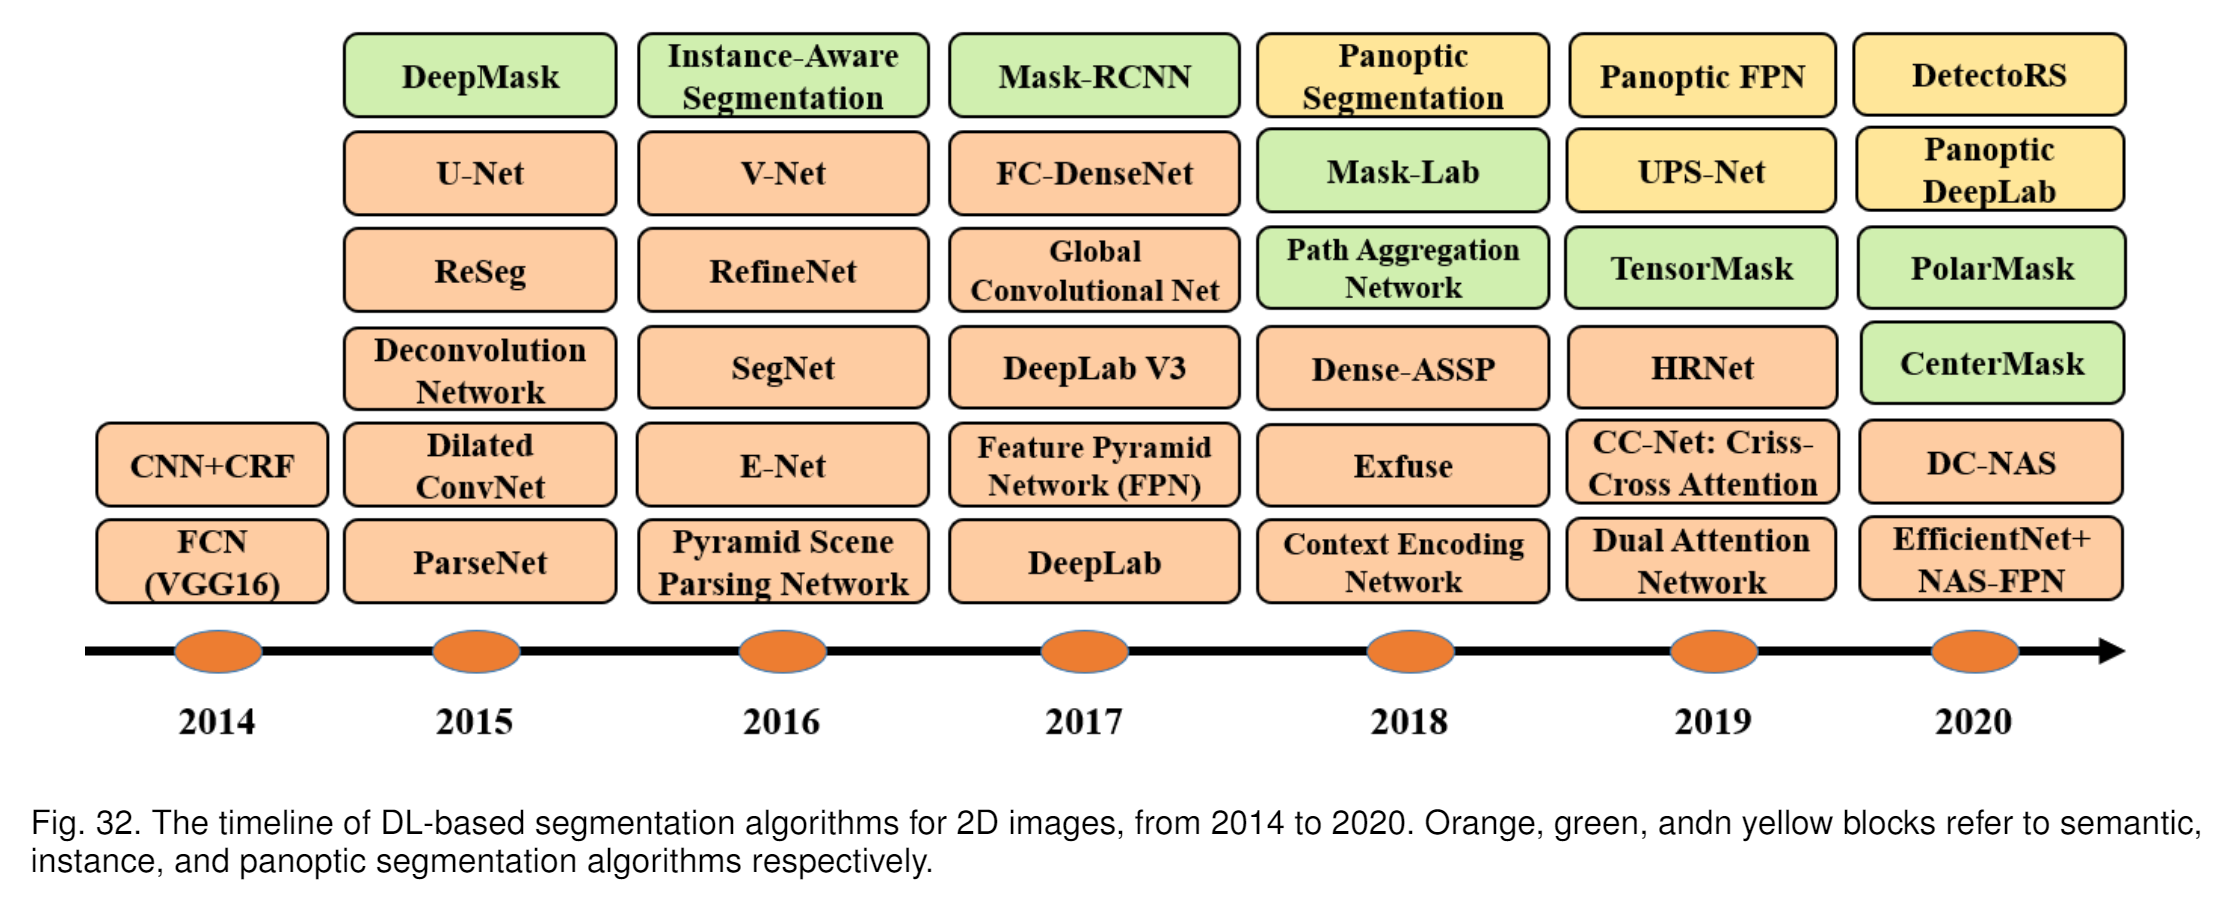 DeepMask
Instance-Aware
Segmentation
Mask-RCNN
Panoptic
Segmentation
Panoptic FPN
DetectoRS
U-Net
V-Net
FC-DenseNet
Mask-Lab
UPS-Net
Panoptic
DeepLab
ReSeg
RefineNet
Global
Convolutional Net
Path Aggregation
Network
TensorMask
PolarMask
Deconvolution
Network
SegNet
DeepLab V3
Dense-ASSP
HRNet
CenterMask
CNN+CRF
Dilated
ConvNet
E-Net
Feature Pyramid
Network (FPN)
Exfuse
CC-Net: Criss-
Cross Attention
DC-NAS
FCN
(VGG16)
ParseNet
Pyramid Scene
Parsing Network
DeepLab
Context Encoding
Network
Dual Attention
Network
EfficientNet+
NAS-FPN
2014
2015
2016
2017
2018
2019
2020
Fig. 32. The timeline of DL-based segmentation algorithms for 2D images, from 2014 to 2020. Orange, green, andn yellow blocks refer to semantic,
instance, and panoptic segmentation algorithms respectively.